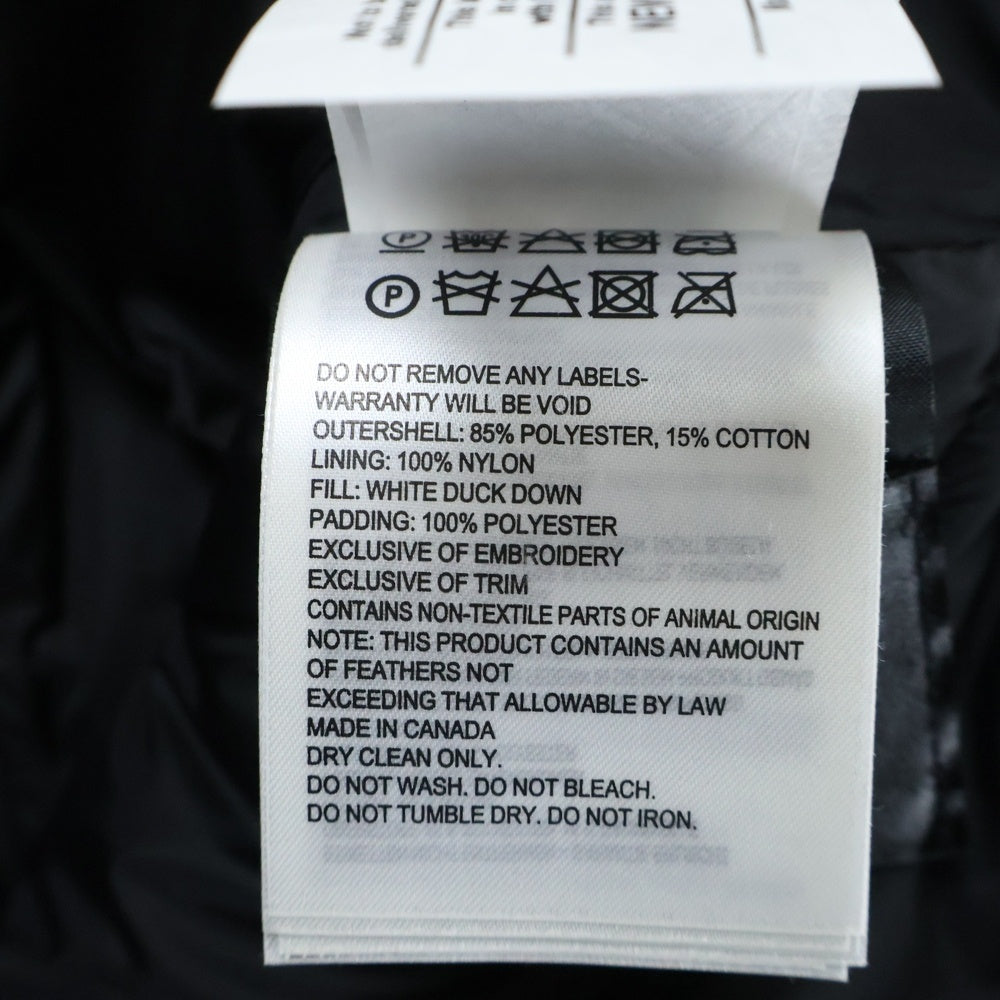 P
30C
P
DO NOT REMOVE ANY LABELS-
WARRANTY WILL BE VOID
OUTERSHELL: 85% POLYESTER, 15% COTTON
LINING: 100% NYLON
FILL: WHITE DUCK DOWN
PADDING: 100% POLYESTER
EXCLUSIVE OF EMBROIDERY
EXCLUSIVE OF TRIM
CONTAINS NON-TEXTILE PARTS OF ANIMAL ORIGIN
NOTE: THIS PRODUCT CONTAINS AN AMOUNT
OF FEATHERS NOT
EXCEEDING THAT ALLOWABLE BY LAW
MADE IN CANADA
DRY CLEAN ONLY.
DO NOT WASH. DO NOT BLEACH.
DO NOT TUMBLE DRY. DO NOT IRON.